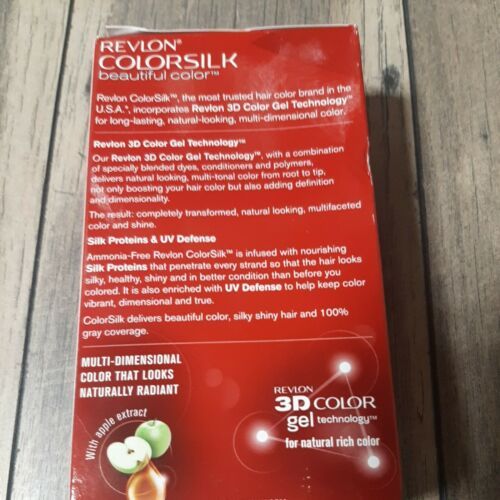 REVLON®
COLORSILK
beautiful color™
Revlon ColorSilk™, the most trusted hair color brand in the
U.S.A.*, incorporates Revlon 3D Color Gel Technology™
for long-lasting, natural-looking, multi-dimensional color.
Revlon 3D Color Gel Technology™
Our Revlon 3D Color Gel Technology™, with a combination
of specially blended dyes, conditioners and polymers,
delivers natural looking, multi-tonal color from root to tip,
not only boosting your hair color but also adding definition
and dimensionality.
The result: completely transformed, natural looking, multifaceted
color and shine.
Silk Proteins & UV Defense
Ammonia-Free Revlon ColorSilk™ is infused with nourishing
Silk Proteins that penetrate every strand so that the hair looks
silky, healthy, shiny and in better condition than before you
colored. It is also enriched with UV Defense to help keep color
vibrant, dimensional and true.
ColorSilk delivers beautiful color, silky shiny hair and 100%
gray coverage.
MULTI-DIMENSIONAL
COLOR THAT LOOKS
NATURALLY RADIANT
With apple extract
REVLON
3D COLOR
gel technology™
for natural rich color